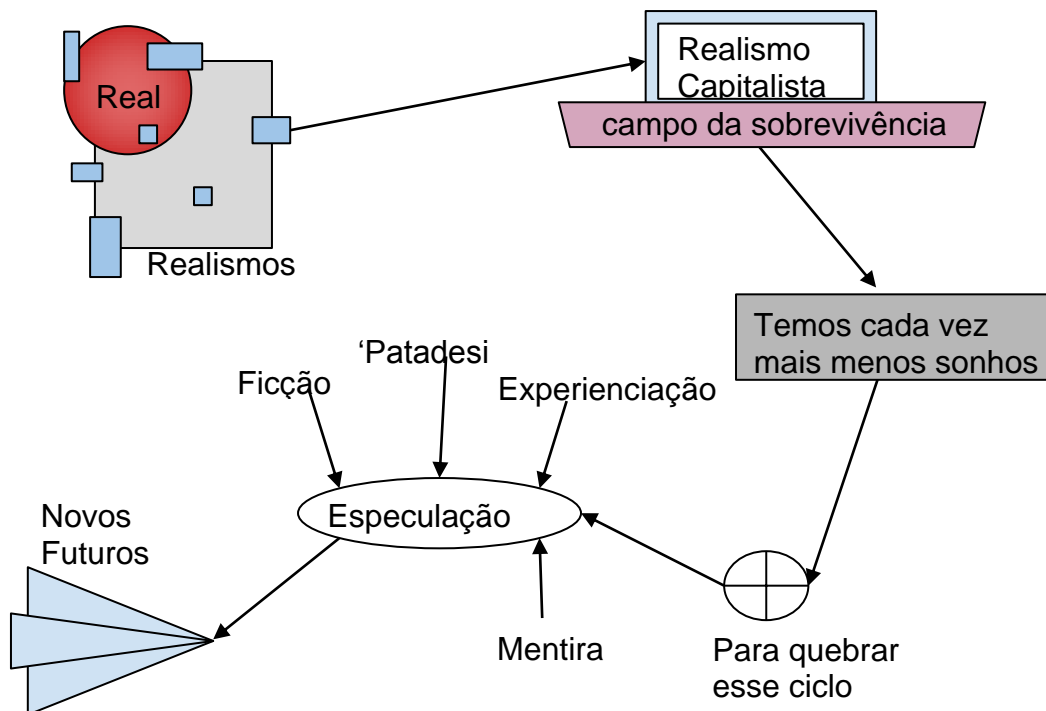 Real
Realismos
Realismo
Capitalista
campo da sobrevivência
Temos cada vez
mais menos sonhos
‘Patadesi
Ficção
Experienciação
Especulação
Novos
Futuros
Mentira
Para quebrar
esse ciclo